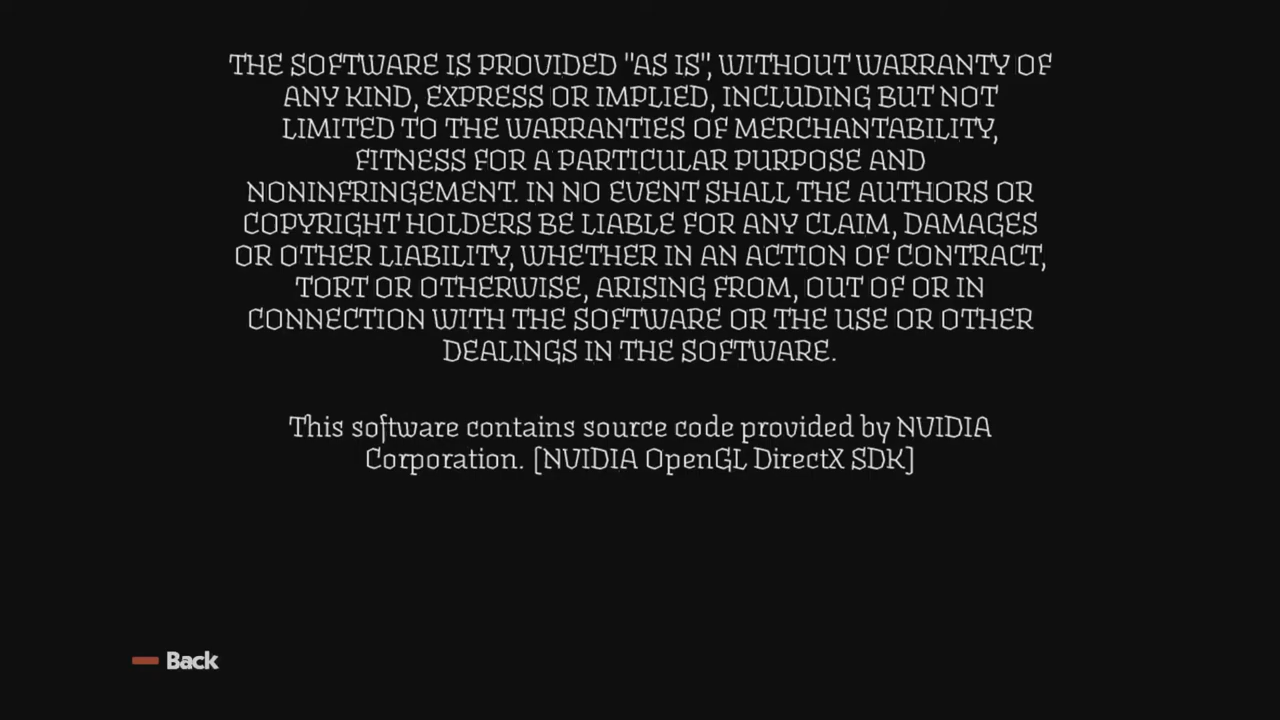 THE SOFTWARE IS PROVIDED "AS IS", WITHOUT WARRANTY OF
ANY KIND, EXPRESS OR IMPLIED, INCLUDING BUT NOT
LIMITED TO THE WARRANTIES OF MERCHANTABILITY,
FITNESS FOR A PARTICULAR PURPOSE AND
NONINFRINGEMENT. IN NO EVENT SHALL THE AUTHORS OR
COPYRIGHT HOLDERS BE LIABLE FOR ANY CLAIM, DAMAGES
OR OTHER LIABILITY, WHETHER IN AN ACTION OF CONTRACT,
TORT OR OTHERWISE, ARISING FROM, OUT OF OR IN
CONNECTION WITH THE SOFTWARE OR THE USE OR OTHER
DEALINGS IN THE SOFTWARE.
This software contains source code provided by NVIDIA
Corporation. [NVIDIA OpenGL DirectX SDK]
Back